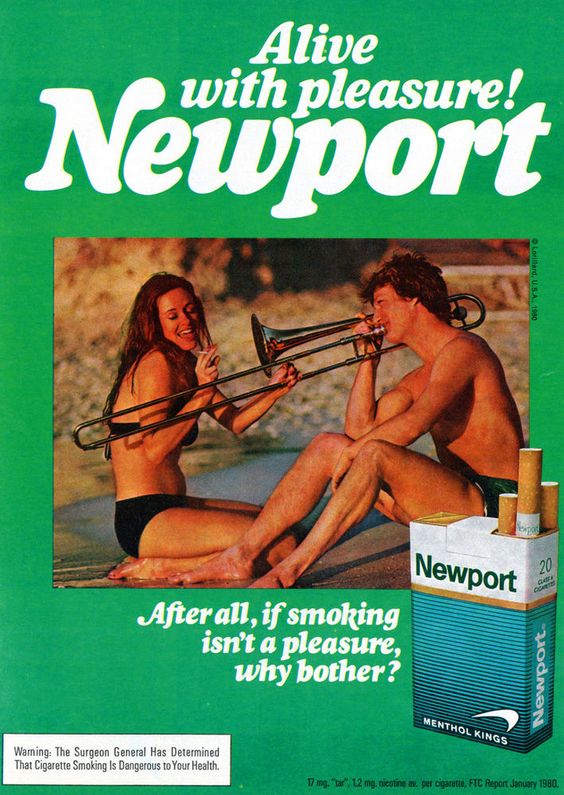 Alive
with pleasure!
Newport
© Lorillard, U.S.A., 1980
Newport
Newport
20
CLASS A
CIGARETTES
Newport®
MENTHOL KINGS
After all, if smoking
isn't a pleasure,
why bother?
Warning: The Surgeon General Has Determined
That Cigarette Smoking Is Dangerous to Your Health.
17 mg. "tar", 1.2 mg. nicotine av. per cigarette, FTC Report January 1980.